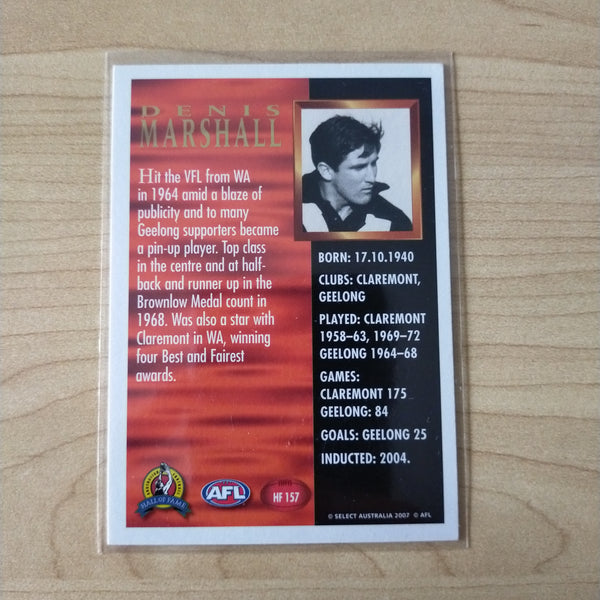 DENIS
MARSHALL
Hit the VFL from WA
in 1964 amid a blaze of
publicity and to many
Geelong supporters became
a pin-up player. Top class
in the centre and at half-
back and runner up in the
Brownlow Medal count in
1968. Was also a star with
Claremont in WA, winning
four Best and Fairest
awards.
BORN: 17.10.1940
CLUBS: CLAREMONT,
GEELONG
PLAYED: CLAREMONT
1958–63, 1969–72
GEELONG 1964–68
GAMES:
CLAREMONT 175
GEELONG: 84
GOALS: GEELONG 25
INDUCTED: 2004.
HALL OF FAME
AFL
HF 157
© SELECT AUSTRALIA 2007 © AFL